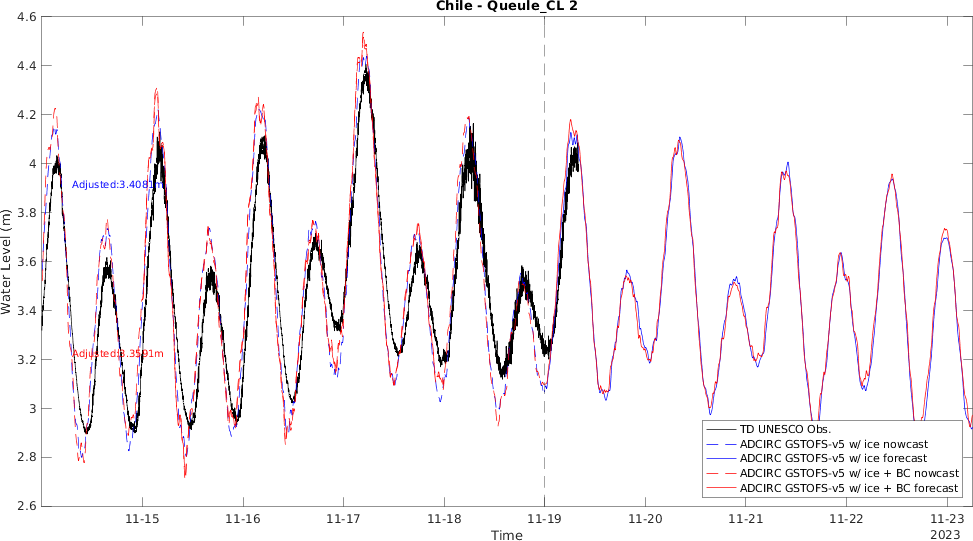 Chile - Queule_CL 2
4.6
4.4
4.2
4
3.8
3.6
3.4
3.2
3
2.8
2.6
Water Level (m)
Adjusted:3.4081m
Adjusted:3.3591m
TD UNESCO Obs.
ADCIRC GSTOFS-v5 w/ ice nowcast
ADCIRC GSTOFS-v5 w/ ice forecast
ADCIRC GSTOFS-v5 w/ ice + BC nowcast
ADCIRC GSTOFS-v5 w/ ice + BC forecast
11-15 11-16 11-17 11-18 11-19 11-20 11-21 11-22 11-23
2023
Time